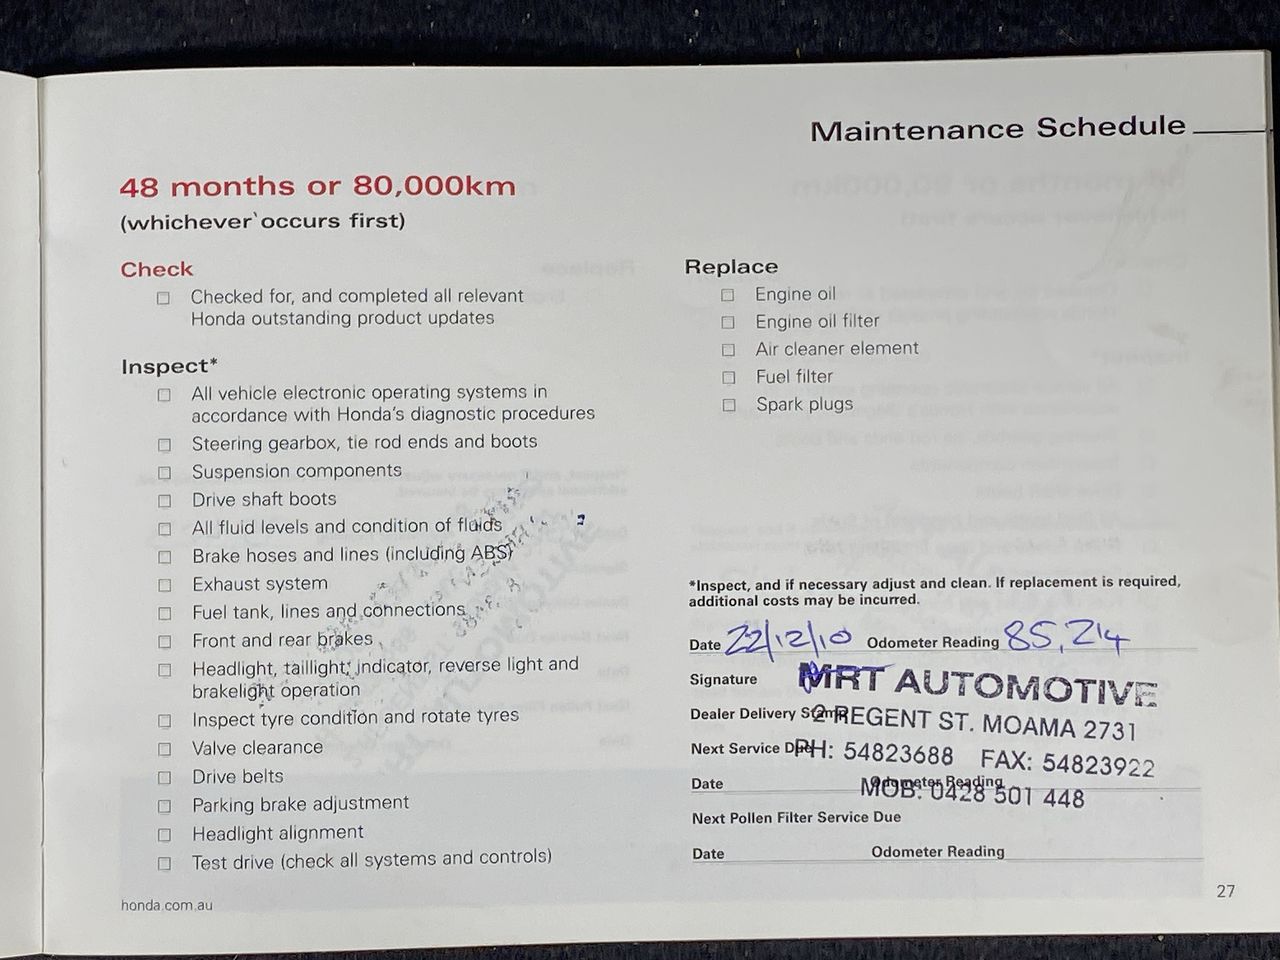 Maintenance Schedule
48 months or 80,000km
(whichever occurs first)
Check
Checked for, and completed all relevant
Honda outstanding product updates
Inspect*
All vehicle electronic operating systems in
accordance with Honda's diagnostic procedures
Steering gearbox, tie rod ends and boots
Suspension components
Drive shaft boots
All fluid levels and condition of fluids
Brake hoses and lines (including ABS)
Exhaust system
Fuel tank, lines and connections
Front and rear brakes
Headlight, taillight, indicator, reverse light and
brakelight operation
Inspect tyre condition and rotate tyres
Valve clearance
Drive belts
Parking brake adjustment
Headlight alignment
Test drive (check all systems and controls)
honda.com.au
Replace
Engine oil
Engine oil filter
Air cleaner element
Fuel filter
Spark plugs
*Inspect, and if necessary adjust and clean. If replacement is required,
additional costs may be incurred.
Date 22/12/10 Odometer Reading 85,214
Signature MRT AUTOMOTIVE
Dealer Delivery Stamp 2 REGENT ST. MOAMA 2731
Next Service Due PH: 54823688 FAX: 54823922
Date Odometer Reading
MOB: 0428 501 448
Next Pollen Filter Service Due
Date Odometer Reading
27